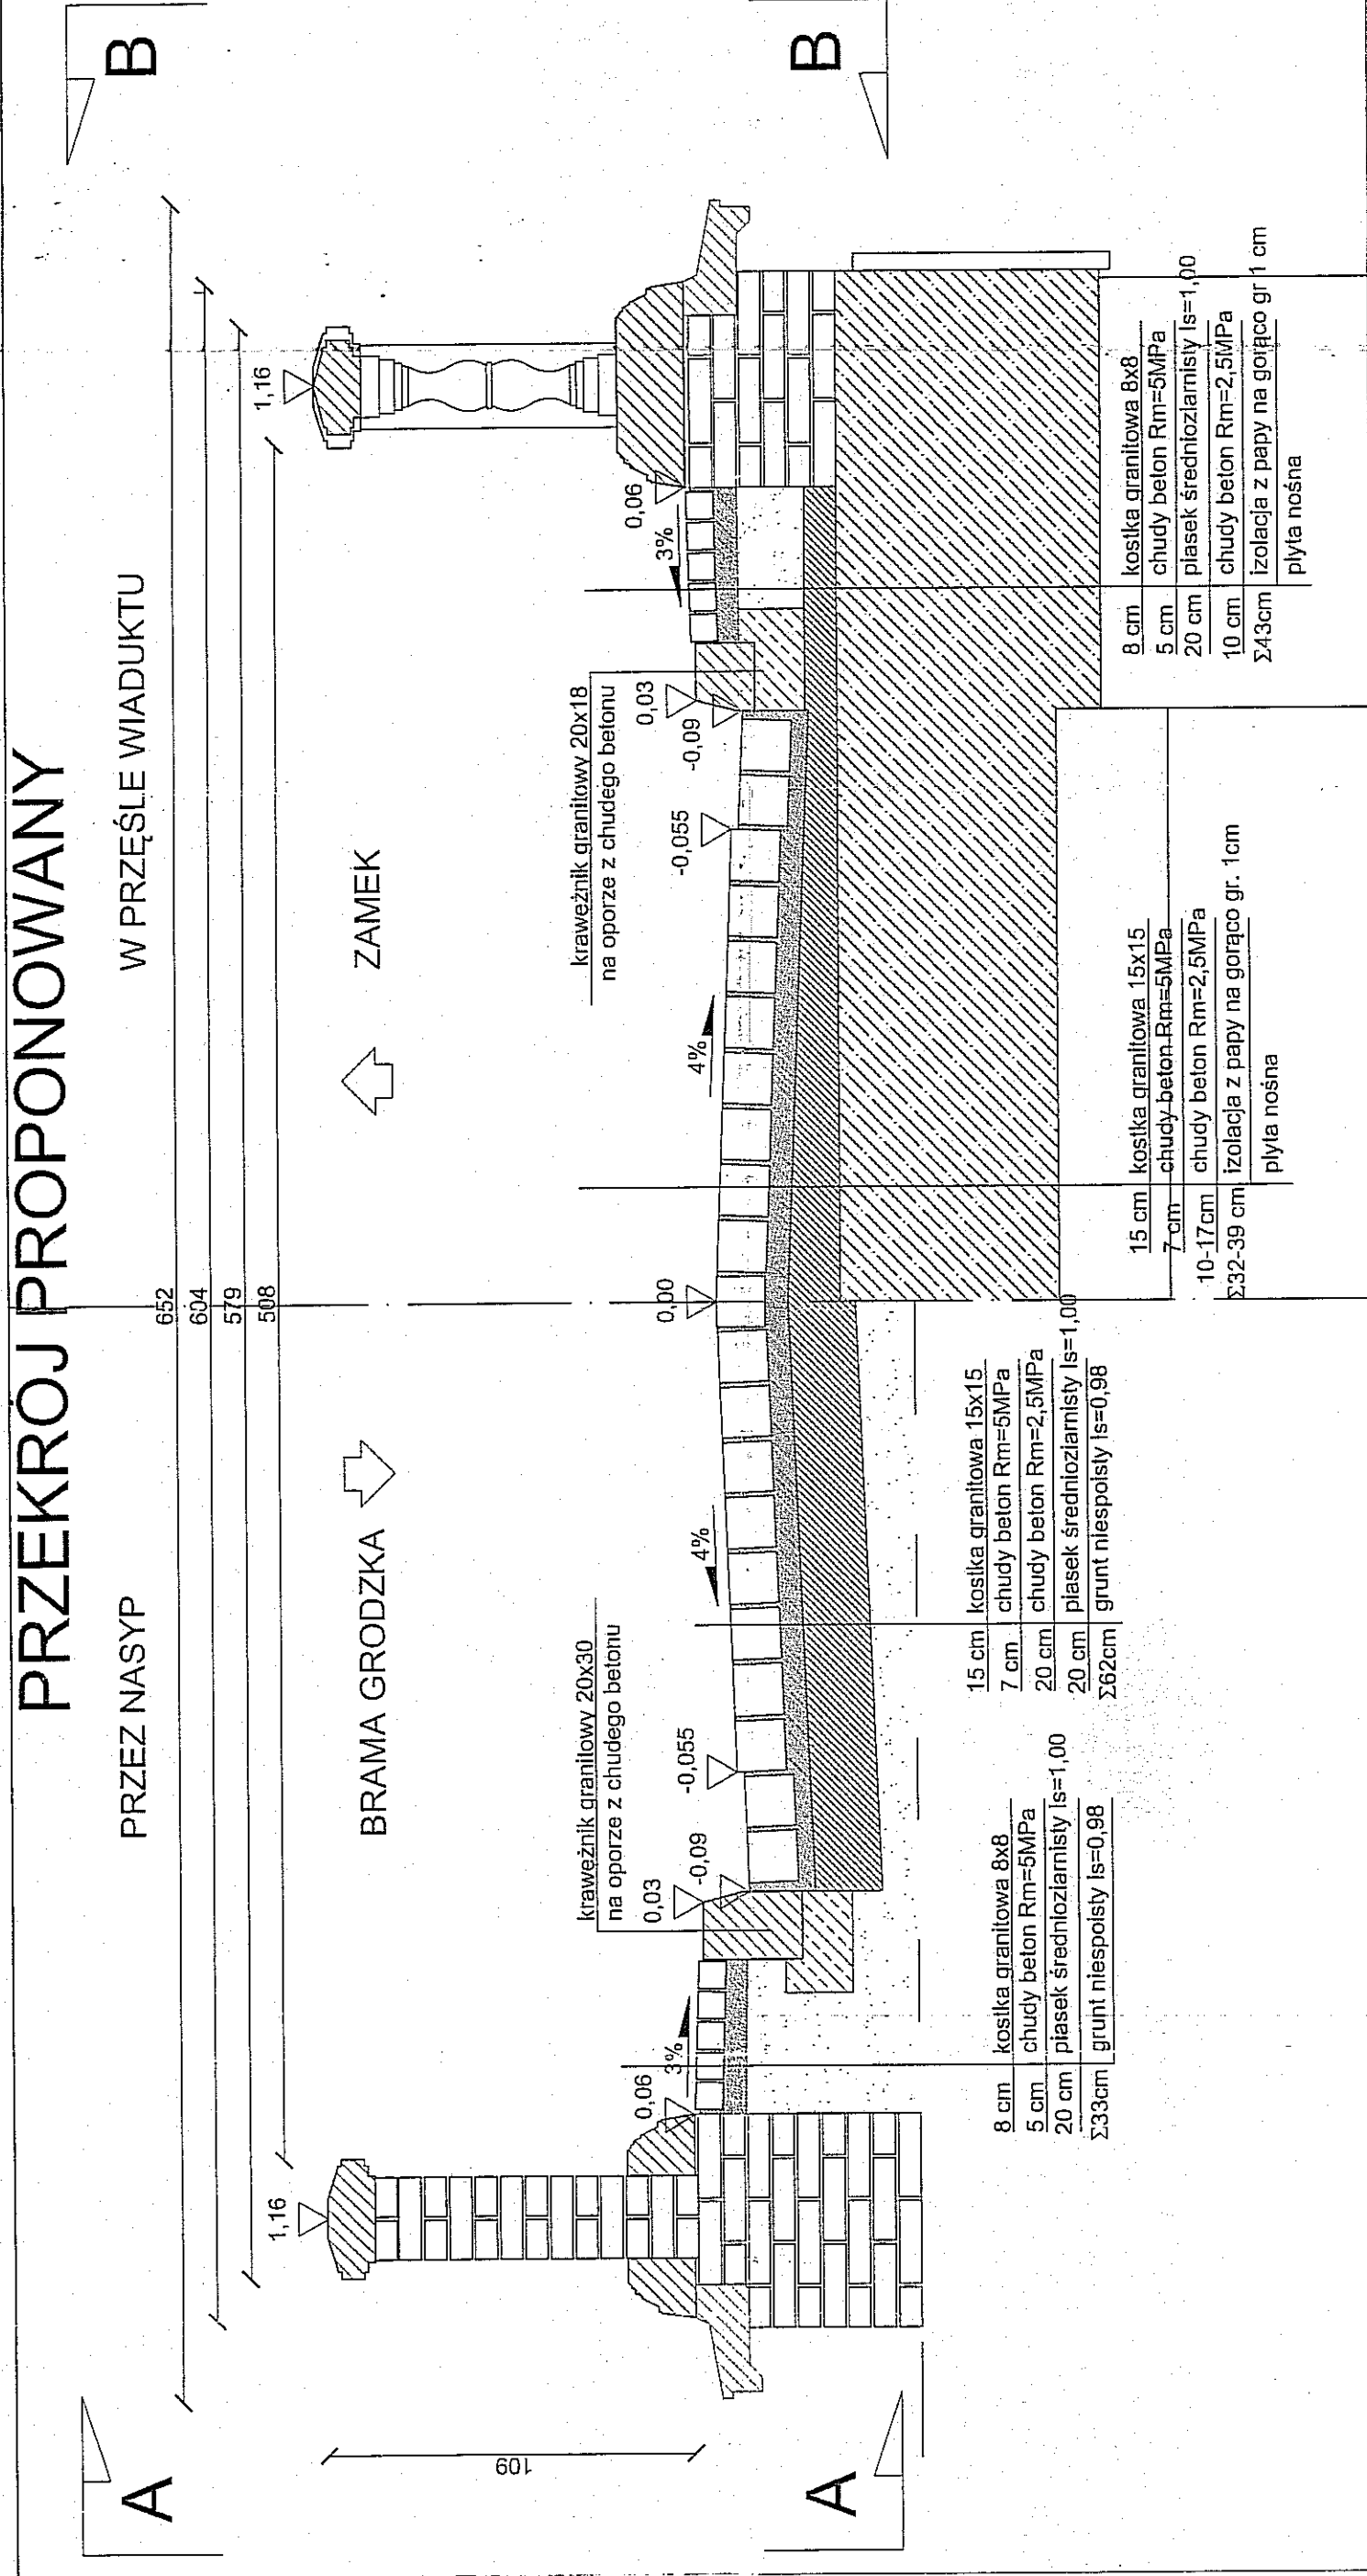 PRZEKRÓJ PROPONOWANY
PRZEZ NASYP
W PRZĘŚLE WIADUKTU
A
B
652
604
579
508
BRAMA GRODZKA
ZAMEK
1,16
1,16
109
krawężnik granitowy 20x30
na oporze z chudego betonu
krawężnik granitowy 20x18
na oporze z chudego betonu
0,06
3%
0,03
-0,09
-0,055
4%
0,00
4%
-0,055
-0,09
0,03
3%
0,06
A
B
8 cm kostka granitowa 8x8
5 cm chudy beton Rm=5MPa
20 cm piasek średnioziarnisty Is=1,00
Σ33cm grunt niespoisty Is=0,98
15 cm kostka granitowa 15x15
7 cm chudy beton Rm=5MPa
20 cm chudy beton Rm=2,5MPa
20 cm piasek średnioziarnisty Is=1,00
Σ62cm grunt niespoisty Is=0,98
15 cm kostka granitowa 15x15
7 cm chudy beton Rm=5MPa
10-17cm chudy beton Rm=2,5MPa
Σ32-39 cm izolacja z papy na gorąco gr. 1cm
płyta nośna
8 cm kostka granitowa 8x8
5 cm chudy beton Rm=5MPa
20 cm piasek średnioziarnisty Is=1,00
10 cm chudy beton Rm=2,5MPa
Σ43cm izolacja z papy na gorąco gr 1 cm
płyta nośna